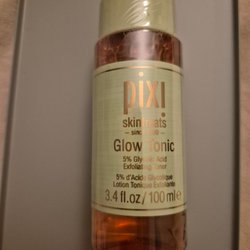 pixi
skintreats
Glow Tonic
5% Glycolic Acid
Exfoliating Toner
5% d'Acide Glycolique
Lotion Tonique Exfoliante
3.4 fl.oz/100 ml e